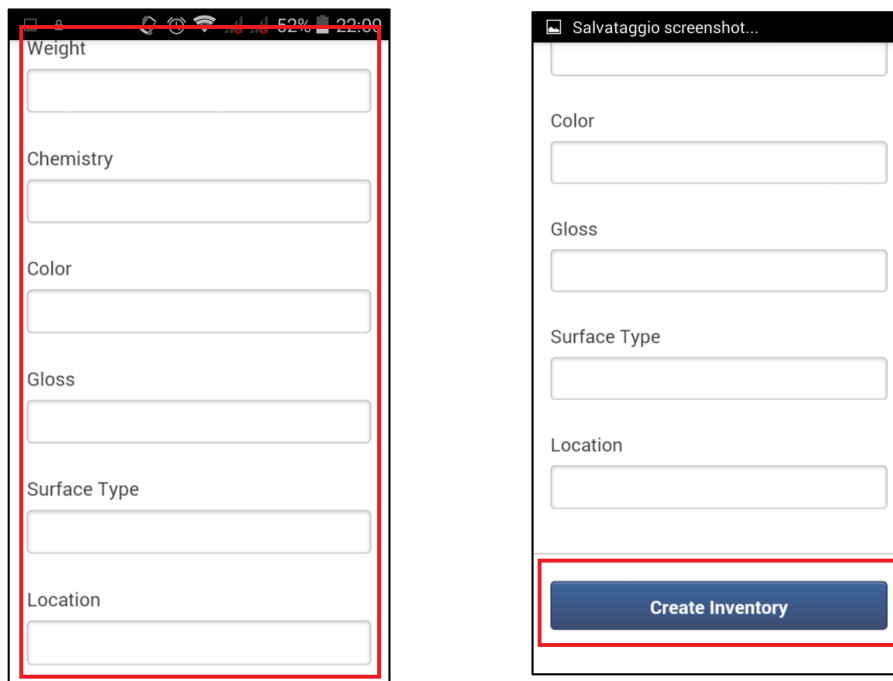 52% 22:00
Weight
Chemistry
Color
Gloss
Surface Type
Location
Salvataggio screenshot...
Color
Gloss
Surface Type
Location
Create Inventory